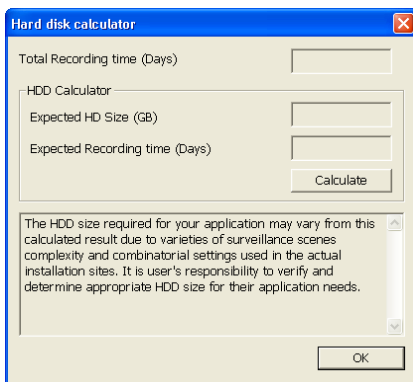 Hard disk calculator
Total Recording time (Days)
HDD Calculator
Expected HD Size (GB)
Expected Recording time (Days)
Calculate
The HDD size required for your application may vary from this
calculated result due to varieties of surveillance scenes
complexity and combinatorial settings used in the actual
installation sites. It is user's responsibility to verify and
determine appropriate HDD size for their application needs.
OK